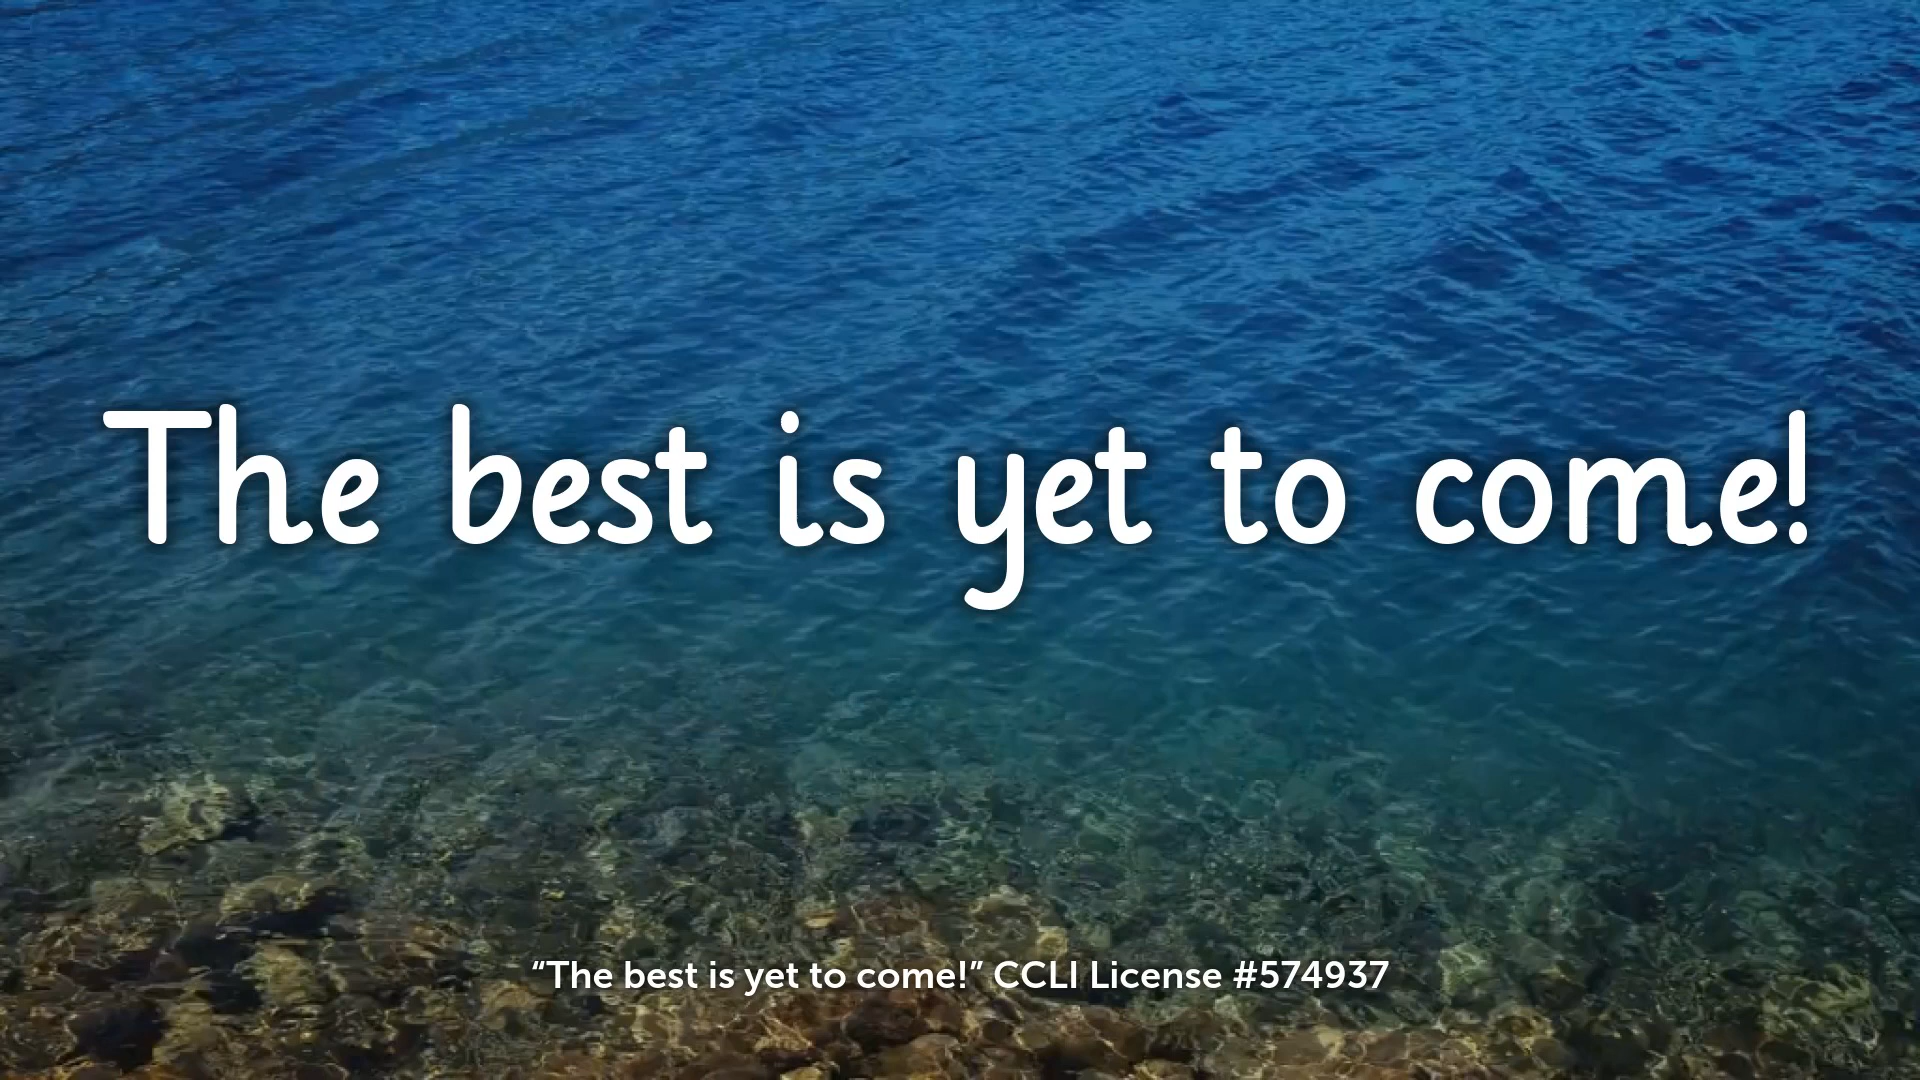 The best is yet to come!
“The best is yet to come!” CCLI License #574937